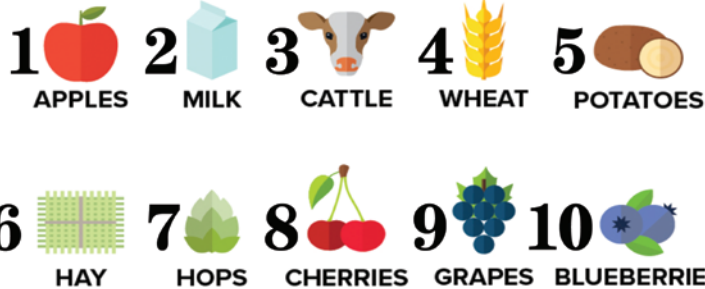 1 2 3 4 5
APPLES MILK CATTLE WHEAT POTATOES
6 7 8 9 10
HAY HOPS CHERRIES GRAPES BLUEBERRIE